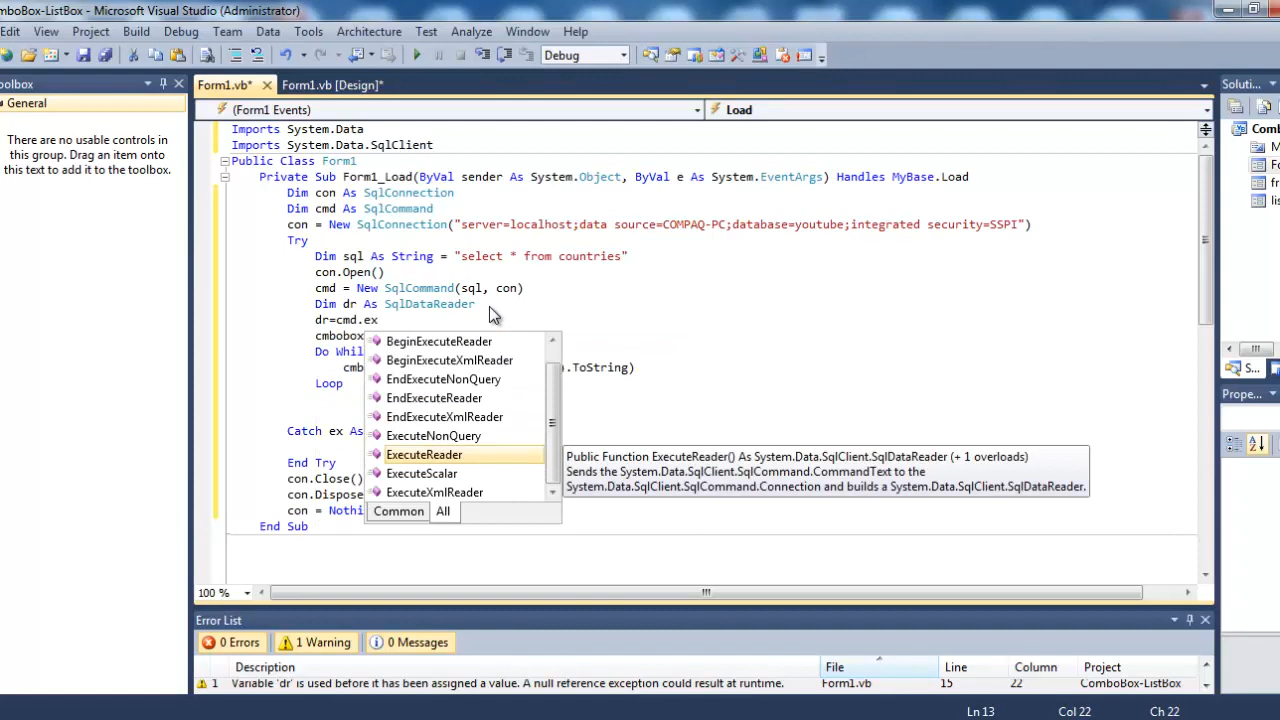 omboBox-ListBox - Microsoft Visual Studio (Administrator)
Edit View Project Build Debug Team Data Tools Architecture Test Analyze Window Help
Debug
oolbox
General
There are no usable controls in
this group. Drag an item onto
this text to add it to the toolbox.
Form1.vb* Form1.vb [Design]*
(Form1 Events) Load
Imports System.Data
Imports System.Data.SqlClient
Public Class Form1
Private Sub Form1_Load(ByVal sender As System.Object, ByVal e As System.EventArgs) Handles MyBase.Load
Dim con As SqlConnection
Dim cmd As SqlCommand
con = New SqlConnection("server=localhost;data source=COMPAQ-PC;database=youtube;integrated security=SSPI")
Try
Dim sql As String = "select * from countries"
con.Open()
cmd = New SqlCommand(sql, con)
Dim dr As SqlDataReader
dr=cmd.ex
cmbobox
Do Whil
cmb ).ToString)
Loop
Catch ex As
End Try
con.Close()
con.Dispos
con = Nothi
End Sub
BeginExecuteReader
BeginExecuteXmlReader
EndExecuteNonQuery
EndExecuteReader
EndExecuteXmlReader
ExecuteNonQuery
ExecuteReader
ExecuteScalar
ExecuteXmlReader
Common All
Public Function ExecuteReader() As System.Data.SqlClient.SqlDataReader (+ 1 overloads)
Sends the System.Data.SqlClient.SqlCommand.CommandText to the
System.Data.SqlClient.SqlCommand.Connection and builds a System.Data.SqlClient.SqlDataReader.
100 %
Error List
0 Errors 1 Warning 0 Messages
Description File Line Column Project
1 Variable 'dr' is used before it has been assigned a value. A null reference exception could result at runtime. Form1.vb 15 22 ComboBox-ListBox
Ln 13 Col 22 Ch 22
Soluti...
Comb
M
Fo
fr
lis
S...
Prope...